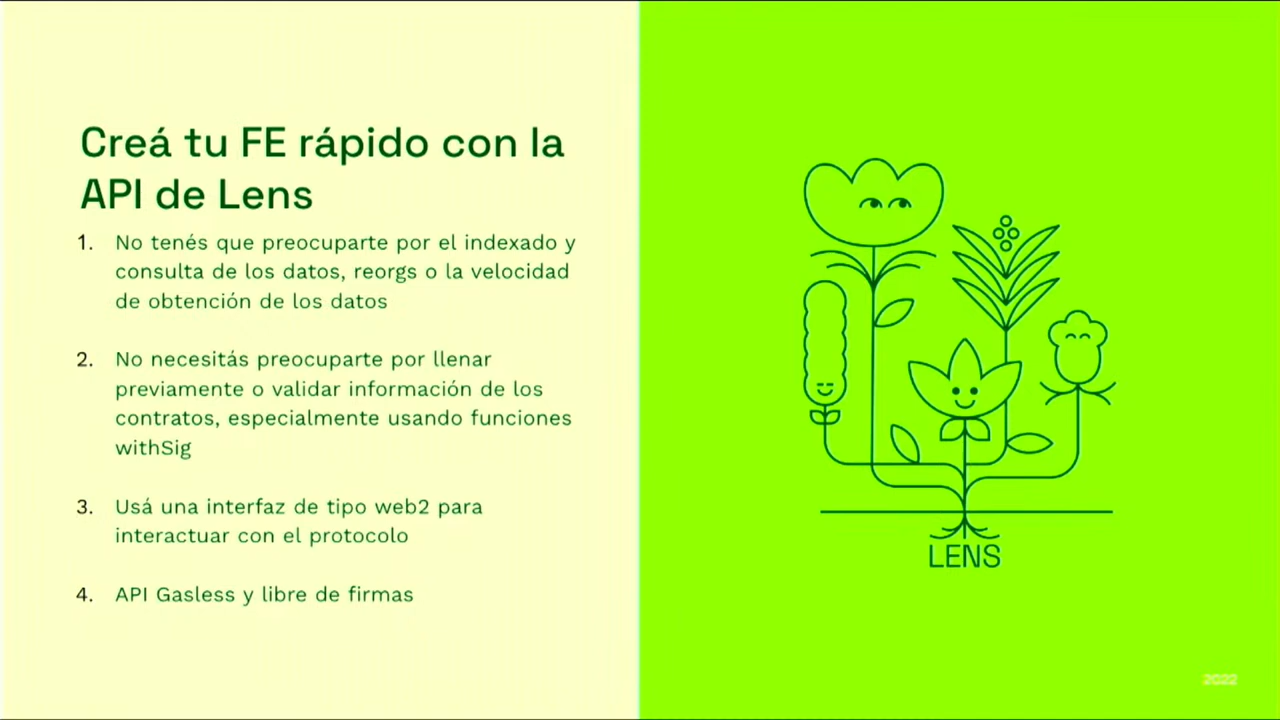 Creá tu FE rápido con la
API de Lens
1. No tenés que preocuparte por el indexado y
consulta de los datos, reorgs o la velocidad
de obtención de los datos
2. No necesitás preocuparte por llenar
previamente o validar información de los
contratos, especialmente usando funciones
withSig
3. Usá una interfaz de tipo web2 para
interactuar con el protocolo
4. API Gasless y libre de firmas
LENS
2022